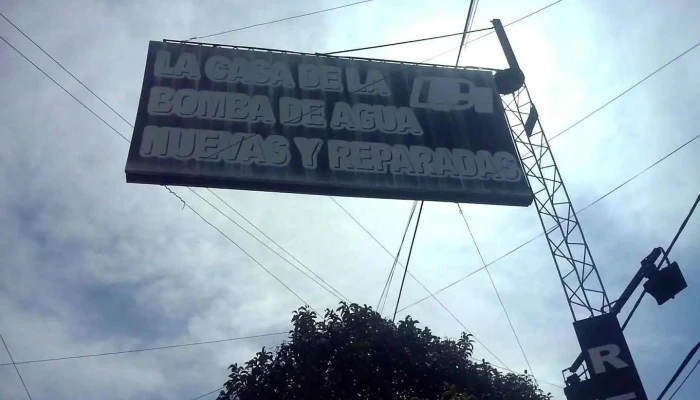 LA CASA DE LA
BOMBA DE AGUA
NUEVAS Y REPARADAS
R